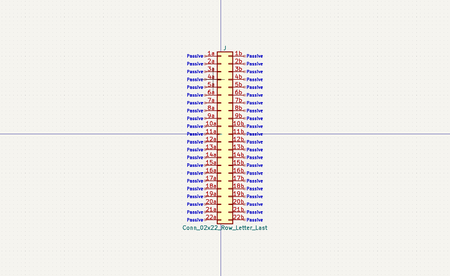 J
Passive 1a 1b Passive
Passive 2a 2b Passive
Passive 3a 3b Passive
Passive 4a 4b Passive
Passive 5a 5b Passive
Passive 6a 6b Passive
Passive 7a 7b Passive
Passive 8a 8b Passive
Passive 9a 9b Passive
Passive 10a 10b Passive
Passive 11a 11b Passive
Passive 12a 12b Passive
Passive 13a 13b Passive
Passive 14a 14b Passive
Passive 15a 15b Passive
Passive 16a 16b Passive
Passive 17a 17b Passive
Passive 18a 18b Passive
Passive 19a 19b Passive
Passive 20a 20b Passive
Passive 21a 21b Passive
Passive 22a 22b Passive
Conn_02x22_Row_Letter_Last